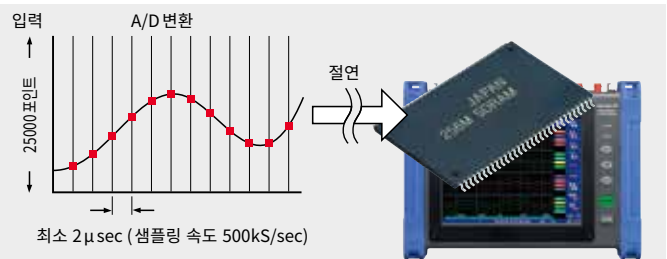 입력
A/D 변환
25000 포인트
절연
JAPAN
256M SDRAM
최소 2μsec (샘플링 속도 500kS/sec)